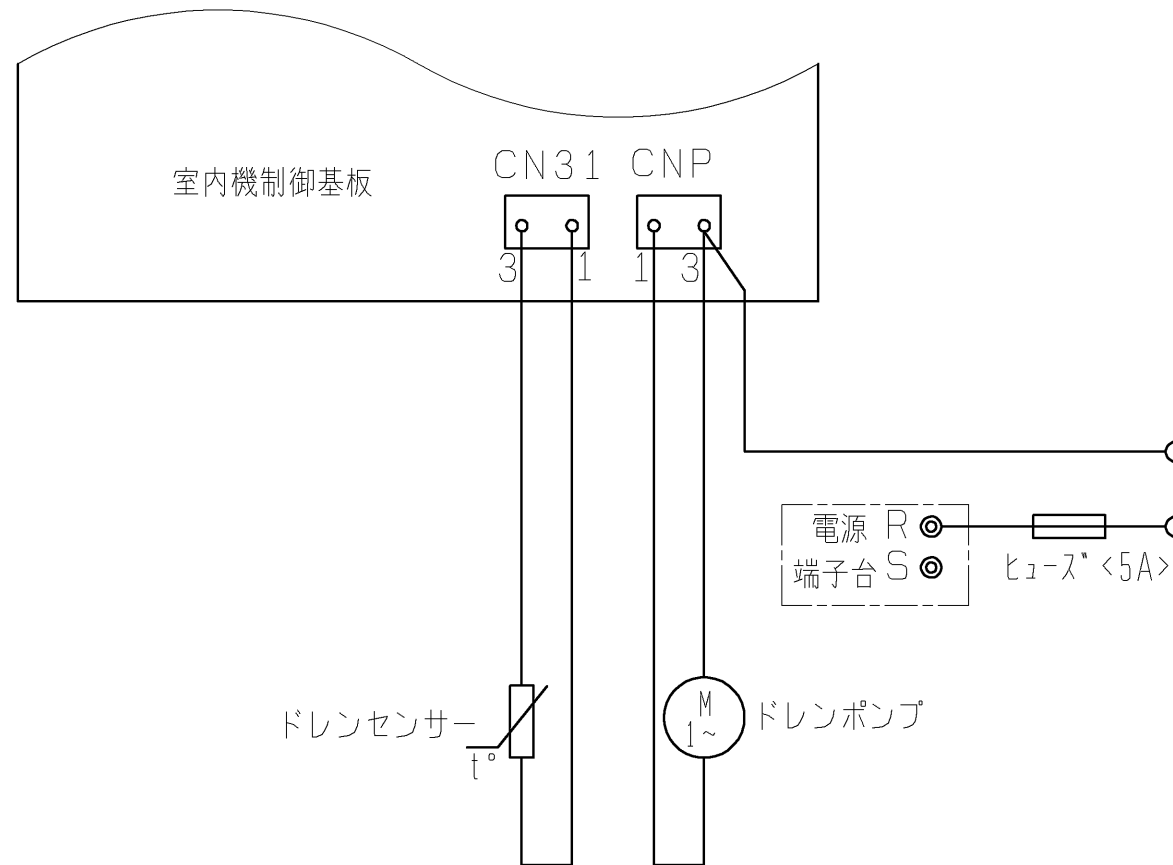 CN31 CNP
室内機制御基板
3 1 1 3
電源 R
端子台 S
ヒューズ<5A>
ドレンセンサー
t°
M
1~
ドレンポンプ